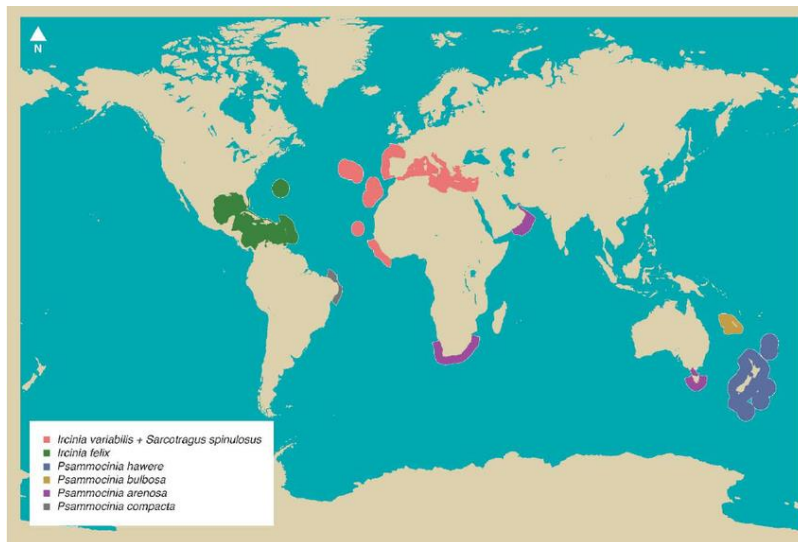 N
Ircinia variabilis + Sarcotragus spinulosus
Ircinia felix
Psammocinia hawere
Psammocinia bulbosa
Psammocinia arenosa
Psammocinia compacta